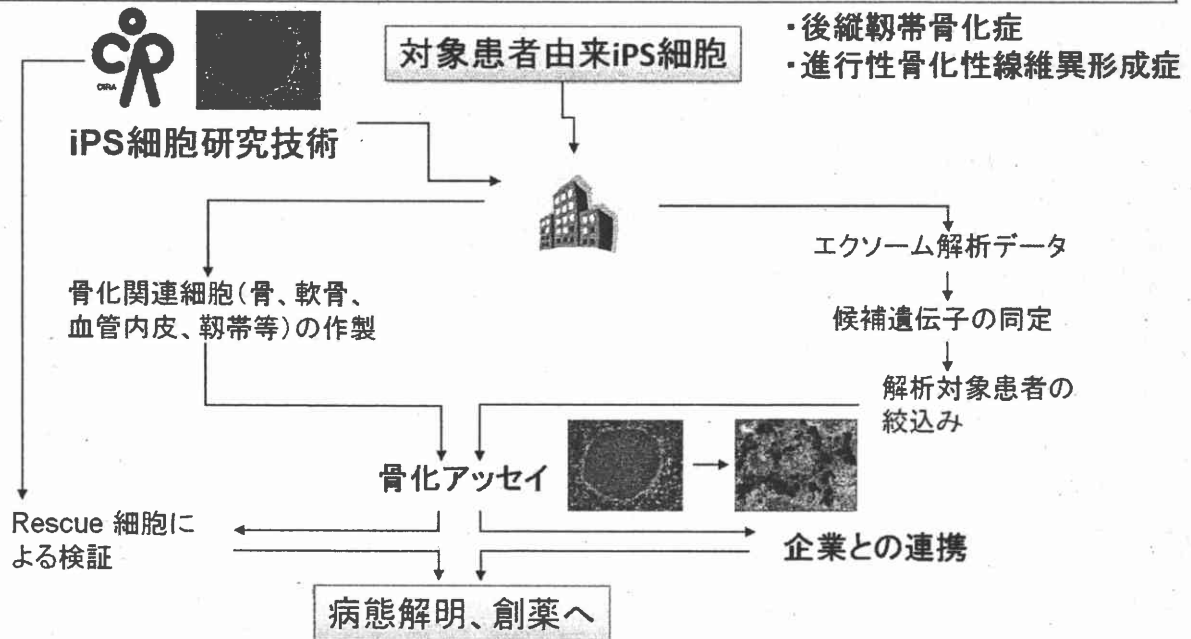 CiRA
CIRA
対象患者由来iPS細胞
・後縦靱帯骨化症
・進行性骨化性線維異形成症
iPS細胞研究技術
エクソーム解析データ
骨化関連細胞(骨、軟骨、
血管内皮、靱帯等)の作製
候補遺伝子の同定
解析対象患者の
絞込み
骨化アッセイ
Rescue 細胞に
よる検証
企業との連携
病態解明、創薬へ